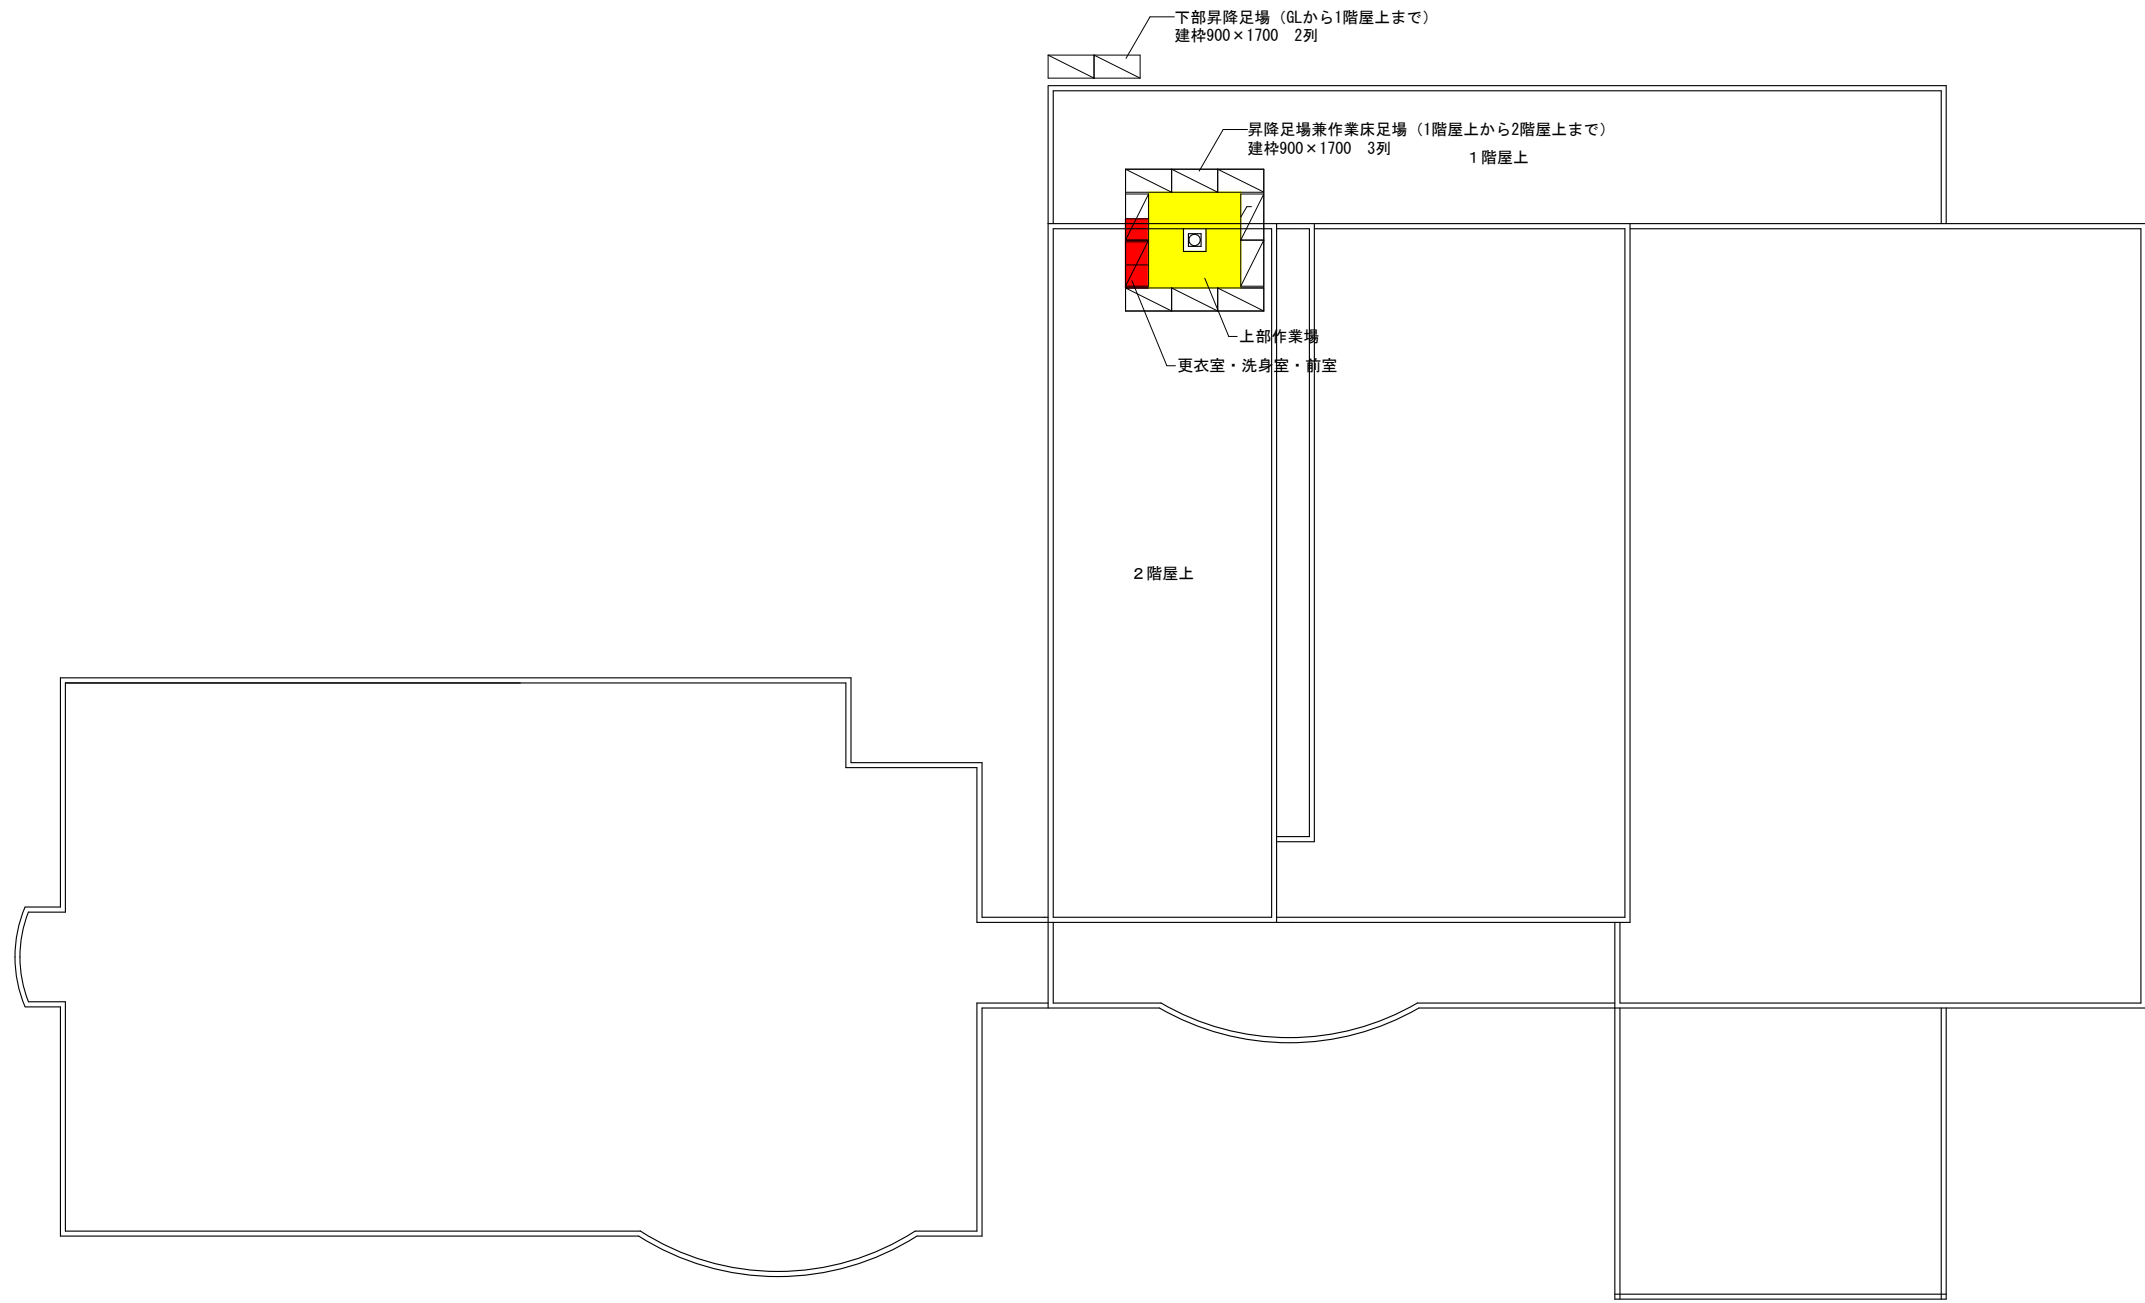 下部昇降足場（GLから1階屋上まで）
建枠900×1700　2列
昇降足場兼作業床足場（1階屋上から2階屋上まで）
建枠900×1700　3列
１階屋上
上部作業場
更衣室・洗身室・前室
２階屋上